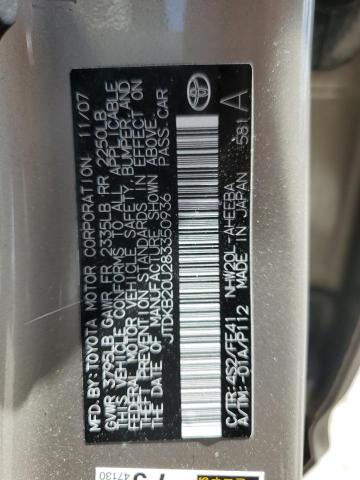 MFD. BY: TOYOTA MOTOR CORPORATION 11/07
GVWR 3795LB GAWR FR 2335LB RR 2250LB
THIS VEHICLE CONFORMS TO ALL APPLICABLE
FEDERAL MOTOR VEHICLE SAFETY, BUMPER, AND
THEFT PREVENTION STANDARDS IN EFFECT ON
THE DATE OF MANUFACTURE SHOWN ABOVE.
JTDKB20U283350926 PASS. CAR
C/TR: 4S2/FE41 NHW20L-AHEEBA
A/TM: -01A/P112 MADE IN JAPAN 581
A
47130